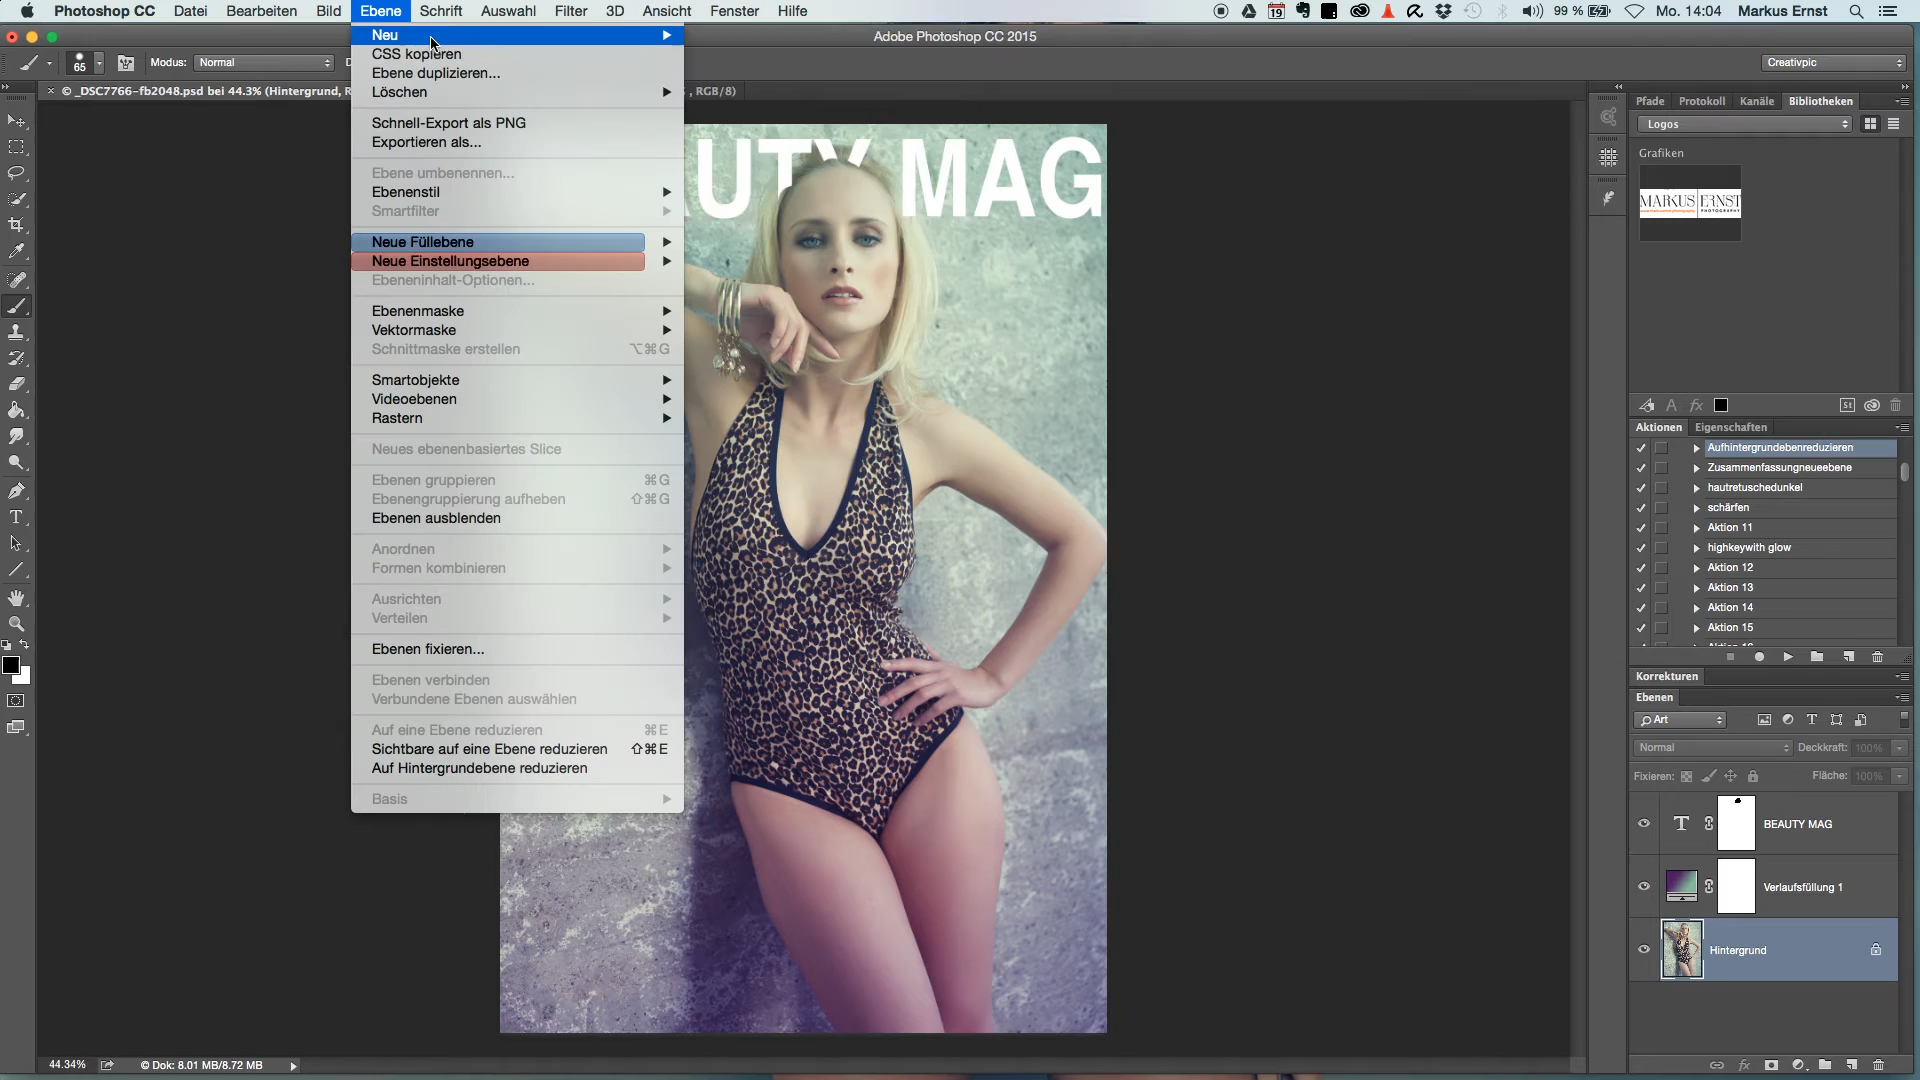 Photoshop CC Datei Bearbeiten Bild Ebene Schrift Auswahl Filter 3D Ansicht Fenster Hilfe 19 99 % Mo. 14:04 Markus Ernst
Adobe Photoshop CC 2015
65 Modus: Normal Creativpic
© _DSC7766-fb2048.psd bei 44.3% (Hintergrund, , RGB/8)
Neu
CSS kopieren
Ebene duplizieren...
Löschen
Schnell-Export als PNG
Exportieren als...
Ebene umbenennen...
Ebenenstil
Smartfilter
Neue Füllebene
Neue Einstellungsebene
Ebeneninhalt-Optionen...
Ebenenmaske
Vektormaske
Schnittmaske erstellen ⌥⌘G
Smartobjekte
Videoebenen
Rastern
Neues ebenenbasiertes Slice
Ebenen gruppieren ⌘G
Ebenengruppierung aufheben ⇧⌘G
Ebenen ausblenden
Anordnen
Formen kombinieren
Ausrichten
Verteilen
Ebenen fixieren...
Ebenen verbinden
Verbundene Ebenen auswählen
Auf eine Ebene reduzieren ⌘E
Sichtbare auf eine Ebene reduzieren ⇧⌘E
Auf Hintergrundebene reduzieren
Basis
AUTY MAG
Pfade Protokoll Kanäle Bibliotheken
Logos
Grafiken
MARKUS ERNST
PHOTOGRAPHY
Aktionen Eigenschaften
Aufhintergrundebenreduzieren
Zusammenfassungneueebene
hautretuschedunkel
schärfen
Aktion 11
highkeywith glow
Aktion 12
Aktion 13
Aktion 14
Aktion 15
Korrekturen
Ebenen
Art
Normal Deckkraft: 100%
Fixieren: Fläche: 100%
BEAUTY MAG
Verlaufsfüllung 1
Hintergrund
44.34% © Dok: 8.01 MB/8.72 MB